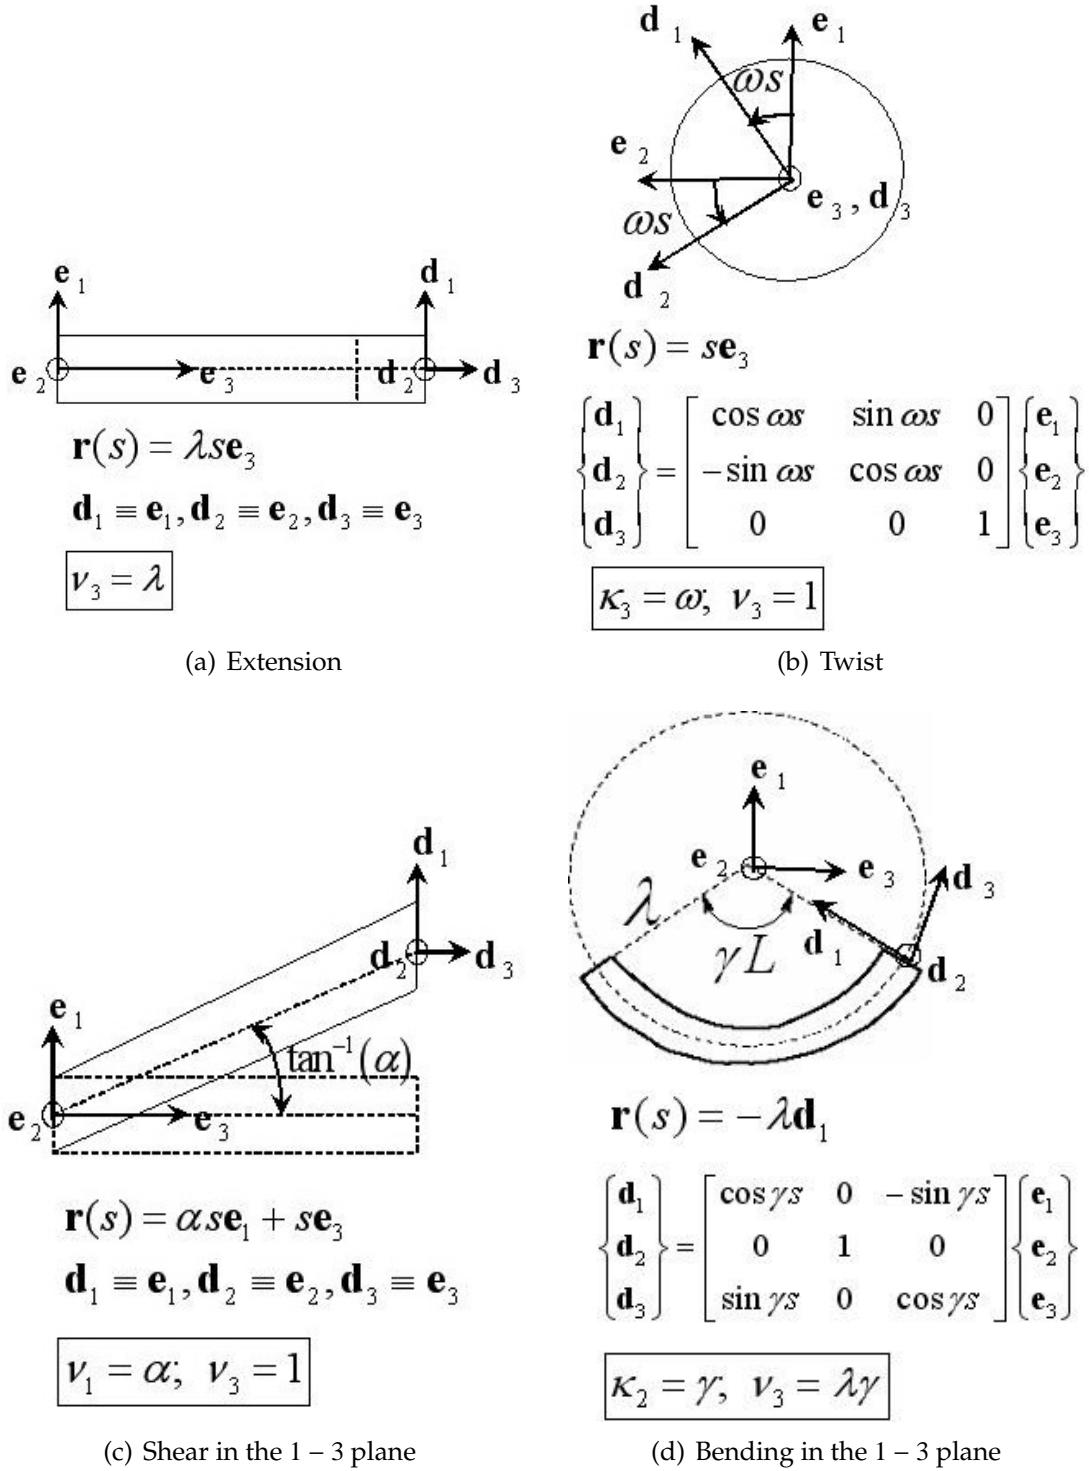 e₁ d₁
e₂ e₃ d₂ d₃
r(s) = λse₃
d₁ ≡ e₁, d₂ ≡ e₂, d₃ ≡ e₃
ν₃ = λ
(a) Extension
d₁ e₁
ωs
e₂
e₃, d₃
ωs
d₂
r(s) = se₃
{d₁} [cos ωs sin ωs 0] {e₁}
{d₂} = [−sin ωs cos ωs 0] {e₂}
{d₃} [0 0 1] {e₃}
κ₃ = ω; ν₃ = 1
(b) Twist
d₁
d₂ d₃
e₁
tan⁻¹(α)
e₂ e₃
r(s) = αse₁ + se₃
d₁ ≡ e₁, d₂ ≡ e₂, d₃ ≡ e₃
ν₁ = α; ν₃ = 1
(c) Shear in the 1 – 3 plane
e₁
e₂ e₃
d₃
λ
d₁
γL
d₂
r(s) = −λd₁
{d₁} [cos γs 0 −sin γs] {e₁}
{d₂} = [0 1 0] {e₂}
{d₃} [sin γs 0 cos γs] {e₃}
κ₂ = γ; ν₃ = λγ
(d) Bending in the 1 – 3 plane